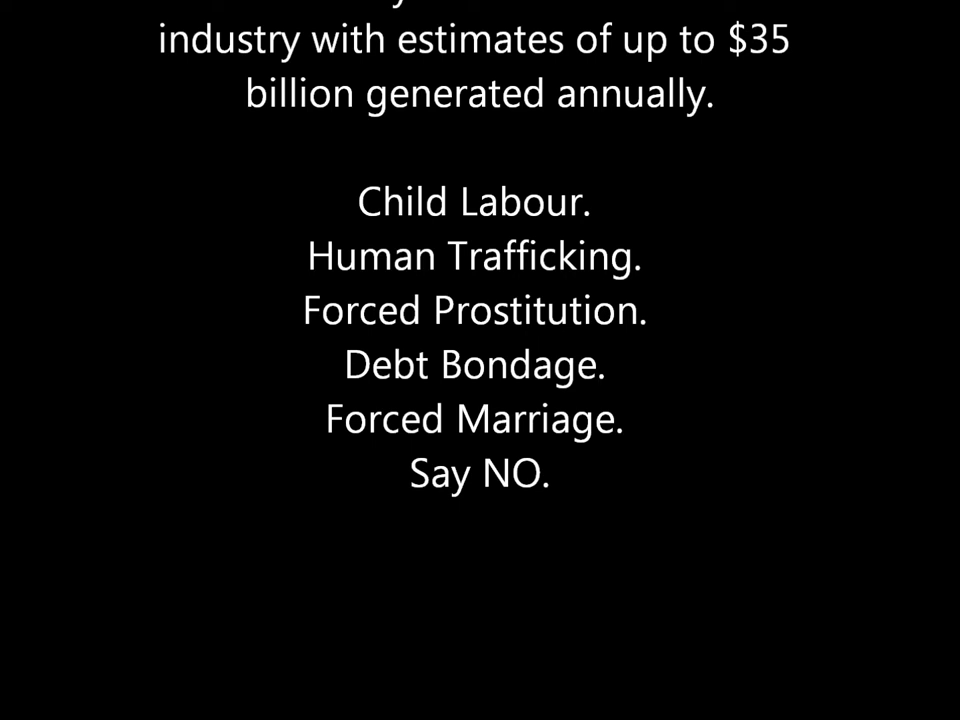 industry with estimates of up to $35
billion generated annually.
Child Labour.
Human Trafficking.
Forced Prostitution.
Debt Bondage.
Forced Marriage.
Say NO.